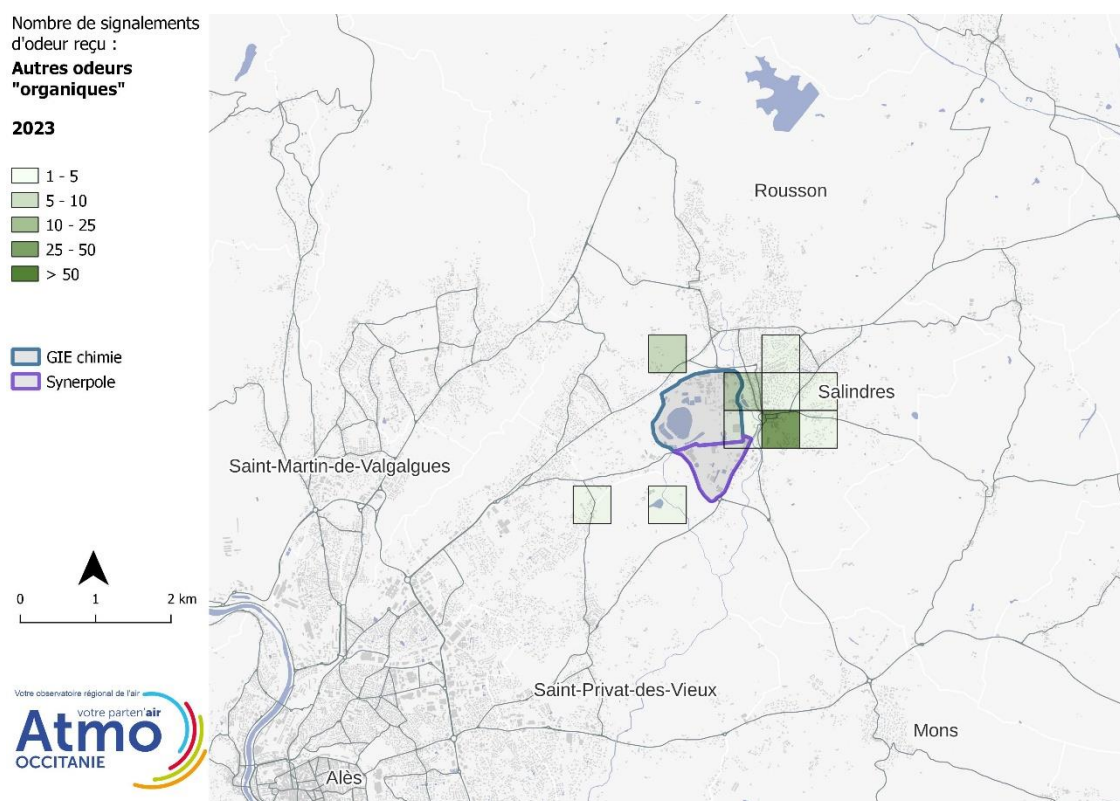 Nombre de signalements
d'odeur reçu :
Autres odeurs
"organiques"
2023
1 - 5
5 - 10
10 - 25
25 - 50
> 50
GIE chimie
Synerpole
0 1 2 km
Votre observatoire régional de l'air
votre parten'air
Atmo
OCCITANIE
Rousson
Salindres
Saint-Martin-de-Valgalgues
Saint-Privat-des-Vieux
Mons
Alès